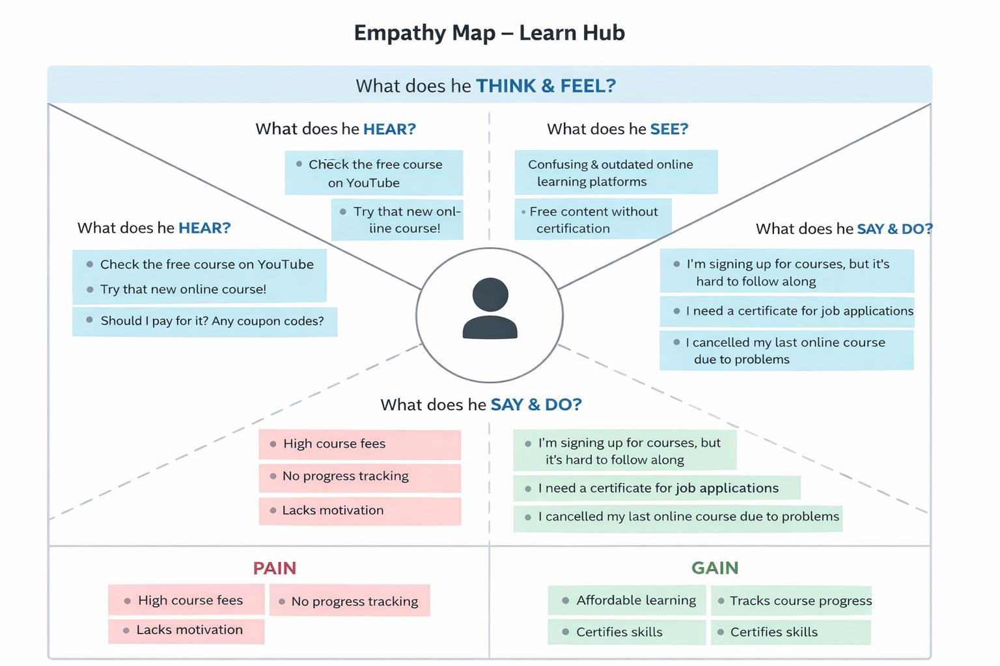 Empathy Map – Learn Hub
What does he THINK & FEEL?
What does he HEAR?
• Check the free course
on YouTube
• Try that new onl-
line course!
What does he SEE?
Confusing & outdated online
learning platforms
• Free content without
certification
What does he HEAR?
• Check the free course on YouTube
• Try that new online course!
• Should I pay for it? Any coupon codes?
What does he SAY & DO?
• I'm signing up for courses, but it's
hard to follow along
• I need a certificate for job applications
• I cancelled my last online course
due to problems
What does he SAY & DO?
• High course fees
• No progress tracking
• Lacks motivation
• I'm signing up for courses, but
it's hard to follow along
• I need a certificate for job applications
• I cancelled my last online course due to problems
PAIN
• High course fees
• No progress tracking
• Lacks motivation
GAIN
• Affordable learning
• Tracks course progress
• Certifies skills
• Certifies skills